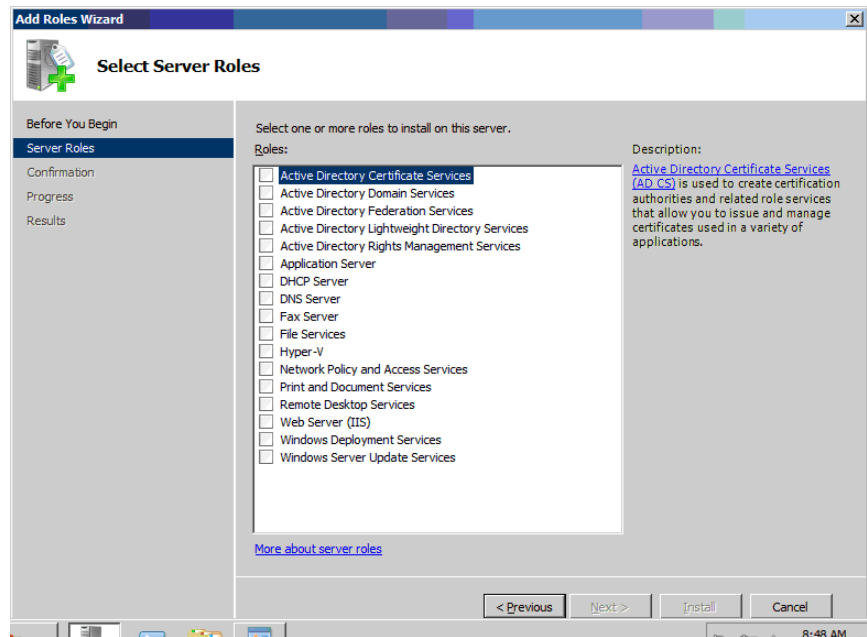 Add Roles Wizard
Select Server Roles
Before You Begin
Server Roles
Confirmation
Progress
Results
Select one or more roles to install on this server.
Roles:
Active Directory Certificate Services
Active Directory Domain Services
Active Directory Federation Services
Active Directory Lightweight Directory Services
Active Directory Rights Management Services
Application Server
DHCP Server
DNS Server
Fax Server
File Services
Hyper-V
Network Policy and Access Services
Print and Document Services
Remote Desktop Services
Web Server (IIS)
Windows Deployment Services
Windows Server Update Services
More about server roles
Description:
Active Directory Certificate Services
(AD CS) is used to create certification
authorities and related role services
that allow you to issue and manage
certificates used in a variety of
applications.
< Previous
Next >
Install
Cancel
8:48 AM